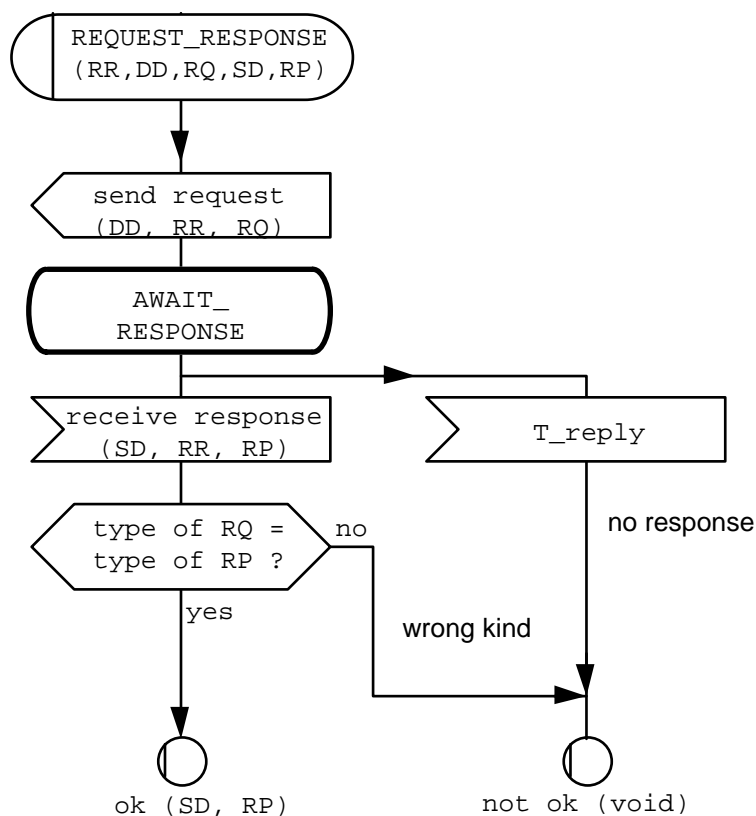 REQUEST_RESPONSE
(RR,DD,RQ,SD,RP)
send request
(DD, RR, RQ)
AWAIT_
RESPONSE
receive response
(SD, RR, RP)
T_reply
type of RQ =
type of RP ?
no
no response
yes
wrong kind
ok (SD, RP)
not ok (void)